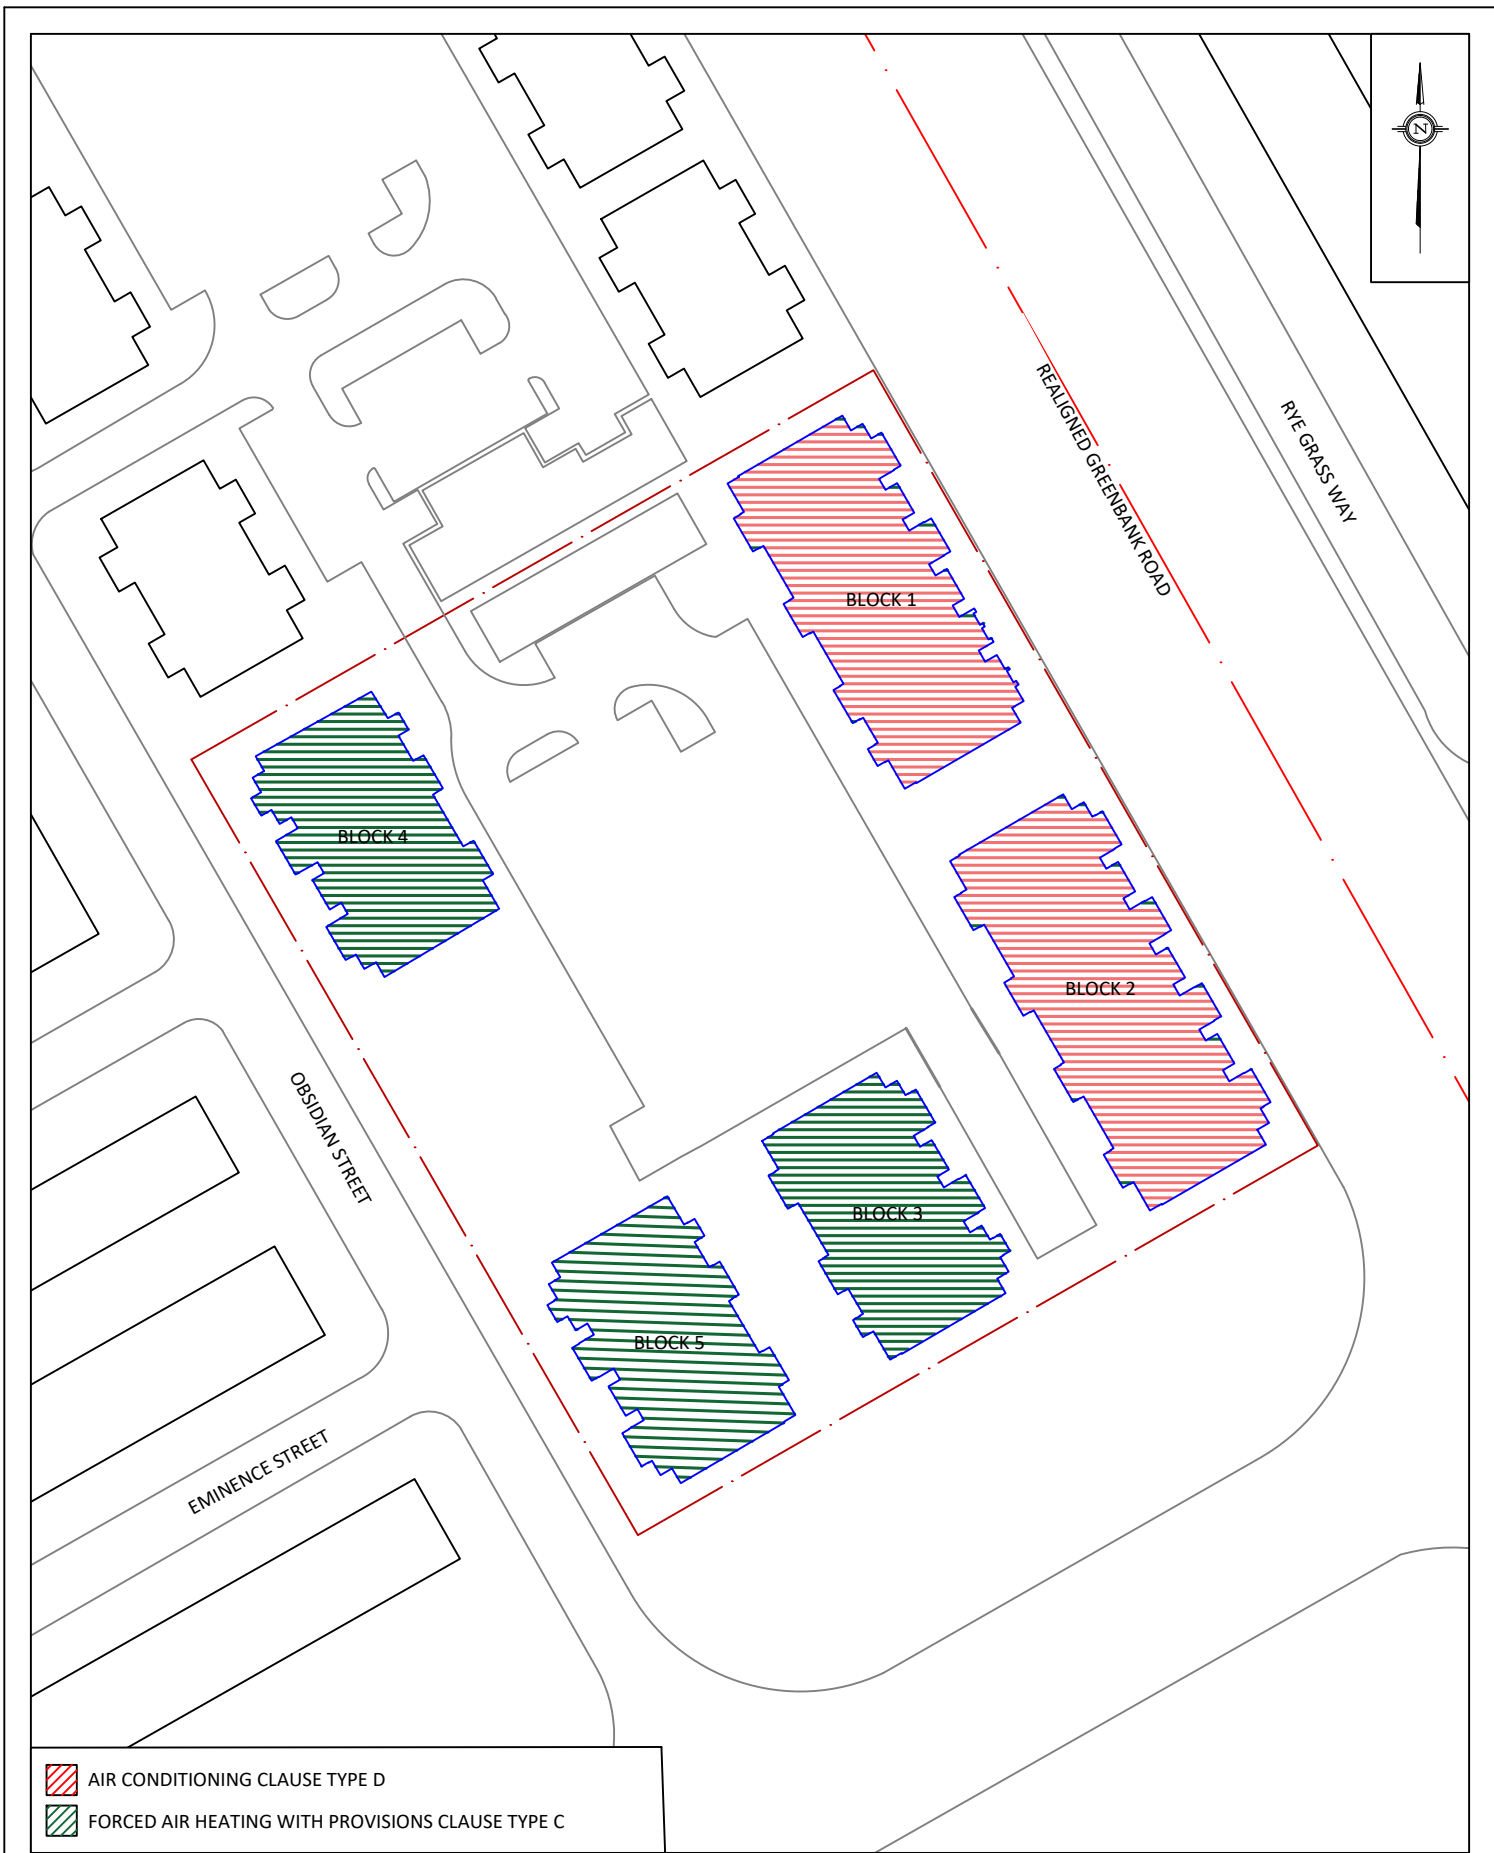 N
REALIGNED GREENBANK ROAD
RYE GRASS WAY
BLOCK 1
BLOCK 4
BLOCK 2
OBSIDIAN STREET
BLOCK 3
BLOCK 5
EMINENCE STREET
AIR CONDITIONING CLAUSE TYPE D
FORCED AIR HEATING WITH PROVISIONS CLAUSE TYPE C